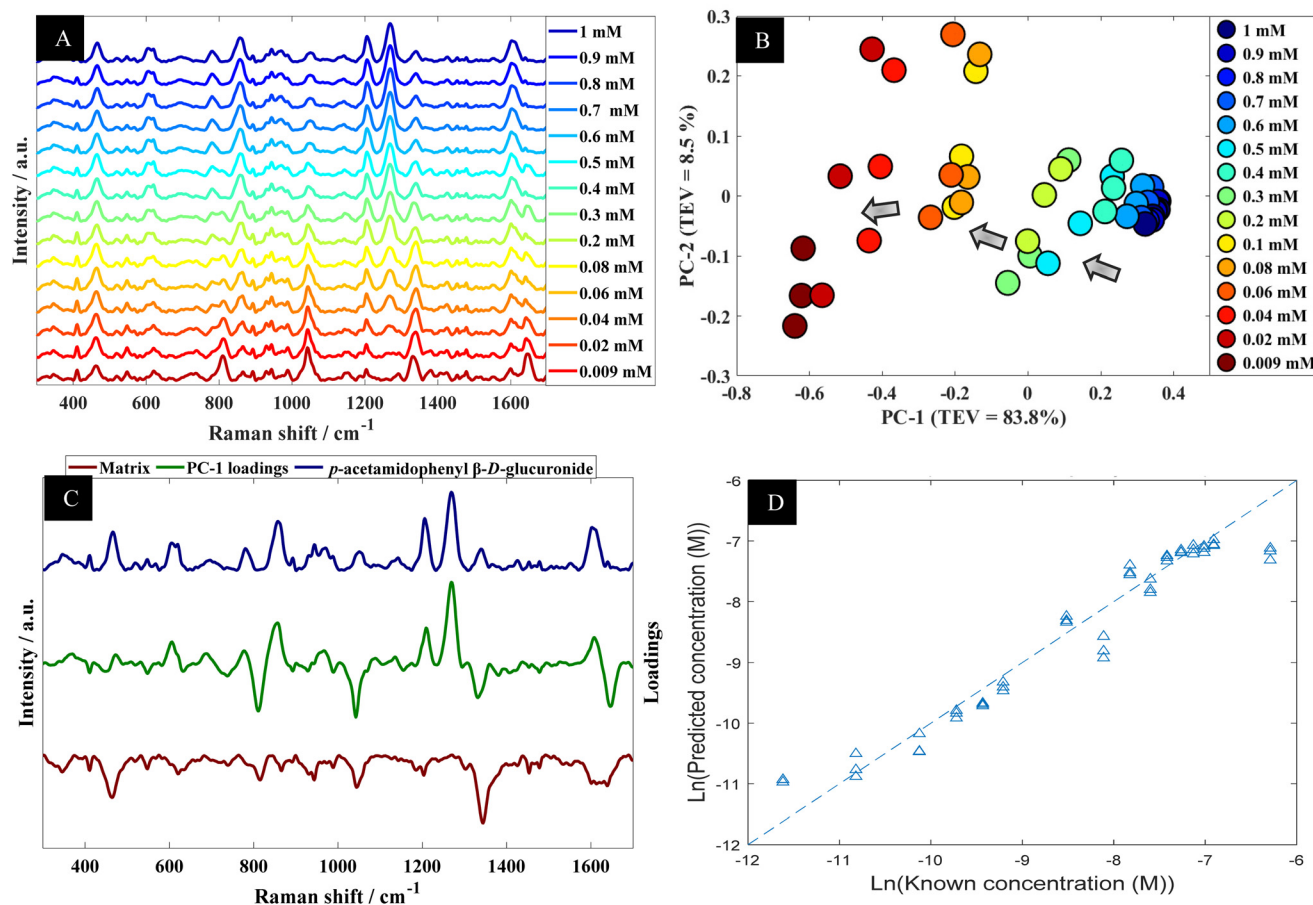 A
1 mM
0.9 mM
0.8 mM
0.7 mM
0.6 mM
0.5 mM
0.4 mM
0.3 mM
0.2 mM
0.08 mM
0.06 mM
0.04 mM
0.02 mM
0.009 mM
Intensity / a.u.
400 600 800 1000 1200 1400 1600
Raman shift / cm-1
B
0.3
0.2
0.1
0
-0.1
-0.2
-0.3
PC-2 (TEV = 8.5 %)
-0.8 -0.6 -0.4 -0.2 0 0.2 0.4
PC-1 (TEV = 83.8%)
1 mM
0.9 mM
0.8 mM
0.7 mM
0.6 mM
0.5 mM
0.4 mM
0.3 mM
0.2 mM
0.1 mM
0.08 mM
0.06 mM
0.04 mM
0.02 mM
0.009 mM
Matrix PC-1 loadings p-acetamidophenyl β-D-glucuronide
C
Intensity / a.u.
Loadings
400 600 800 1000 1200 1400 1600
Raman shift / cm-1
D
-6
-7
-8
-9
-10
-11
-12
Ln(Predicted concentration (M))
-12 -11 -10 -9 -8 -7 -6
Ln(Known concentration (M))